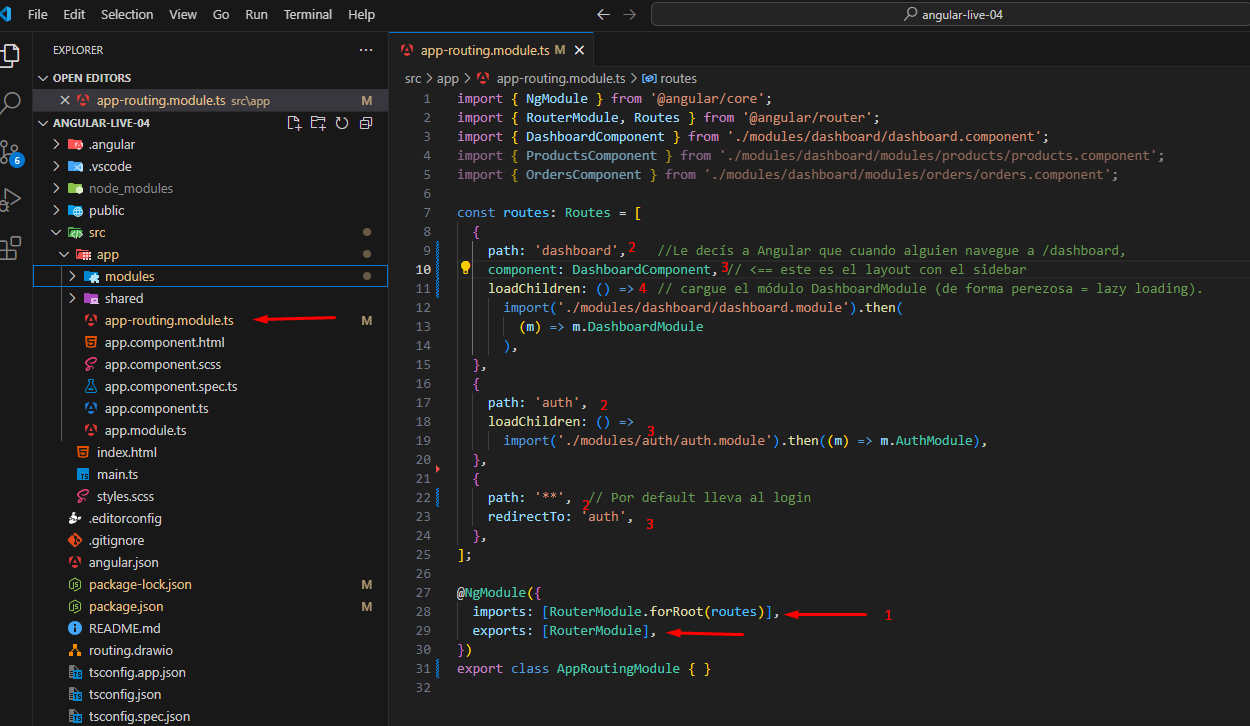 File Edit Selection View Go Run Terminal Help
angular-live-04
EXPLORER
OPEN EDITORS
app-routing.module.ts src\app M
ANGULAR-LIVE-04
.angular
.vscode
node_modules
public
src
app
modules
shared
app-routing.module.ts M
app.component.html
app.component.scss
app.component.spec.ts
app.component.ts
app.module.ts
index.html
main.ts
styles.scss
.editorconfig
.gitignore
angular.json
package-lock.json M
package.json M
README.md
routing.drawio
tsconfig.app.json
tsconfig.json
tsconfig.spec.json
6
app-routing.module.ts M
src > app > app-routing.module.ts > routes
1 import { NgModule } from '@angular/core';
2 import { RouterModule, Routes } from '@angular/router';
3 import { DashboardComponent } from './modules/dashboard/dashboard.component';
4 import { ProductsComponent } from './modules/dashboard/modules/products/products.component';
5 import { OrdersComponent } from './modules/dashboard/modules/orders/orders.component';
6
7 const routes: Routes = [
8 {
9 path: 'dashboard', 2 //Le decís a Angular que cuando alguien navegue a /dashboard,
10 component: DashboardComponent, 3 // <== este es el layout con el sidebar
11 loadChildren: () => 4 // cargue el módulo DashboardModule (de forma perezosa = lazy loading).
12 import('./modules/dashboard/dashboard.module').then(
13 (m) => m.DashboardModule
14 ),
15 },
16 {
17 path: 'auth', 2
18 loadChildren: () => 3
19 import('./modules/auth/auth.module').then((m) => m.AuthModule),
20 },
21 {
22 path: '**', 2 // Por default lleva al login
23 redirectTo: 'auth', 3
24 },
25 ];
26
27 @NgModule({
28 imports: [RouterModule.forRoot(routes)], 1
29 exports: [RouterModule],
30 })
31 export class AppRoutingModule { }
32